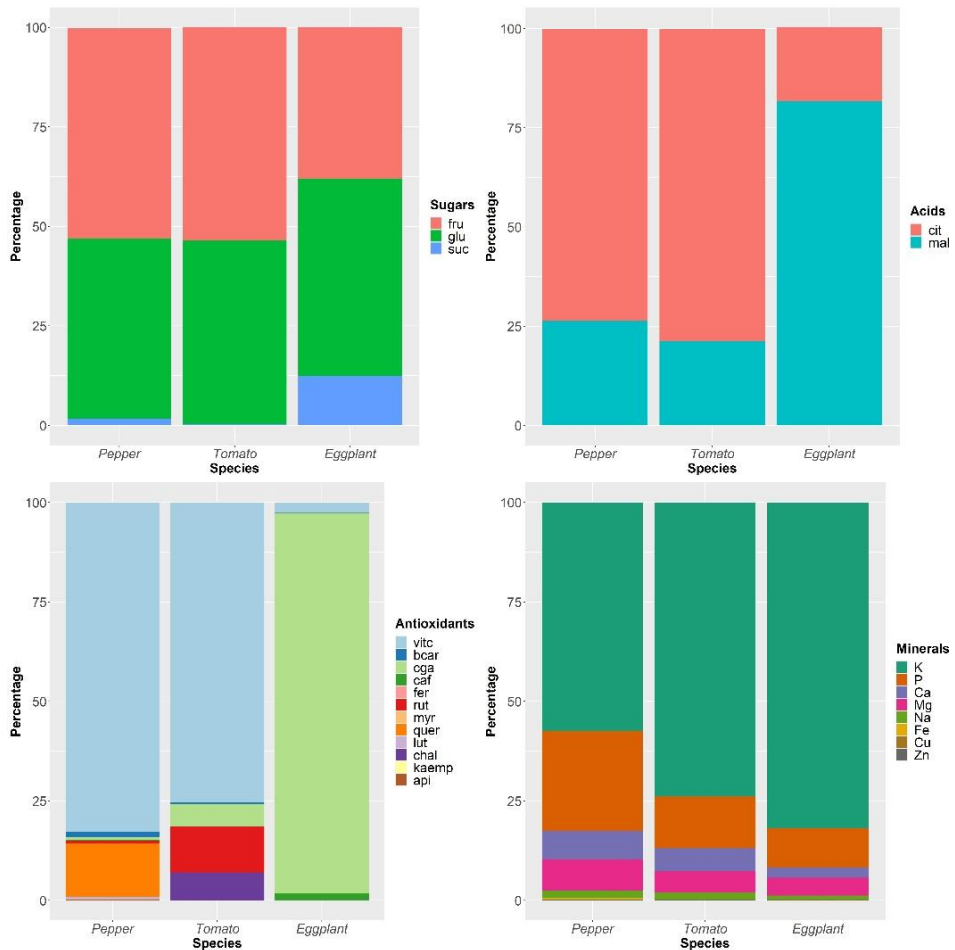 100
75
50
25
0
Percentage
Pepper
Tomato
Eggplant
Species
Sugars
fru
glu
suc
100
75
50
25
0
Percentage
Pepper
Tomato
Eggplant
Species
Acids
cit
mal
100
75
50
25
0
Percentage
Pepper
Tomato
Eggplant
Species
Antioxidants
vitc
bcar
cga
caf
fer
rut
myr
quer
lut
chal
kaemp
api
100
75
50
25
0
Percentage
Pepper
Tomato
Eggplant
Species
Minerals
K
P
Ca
Mg
Na
Fe
Cu
Zn